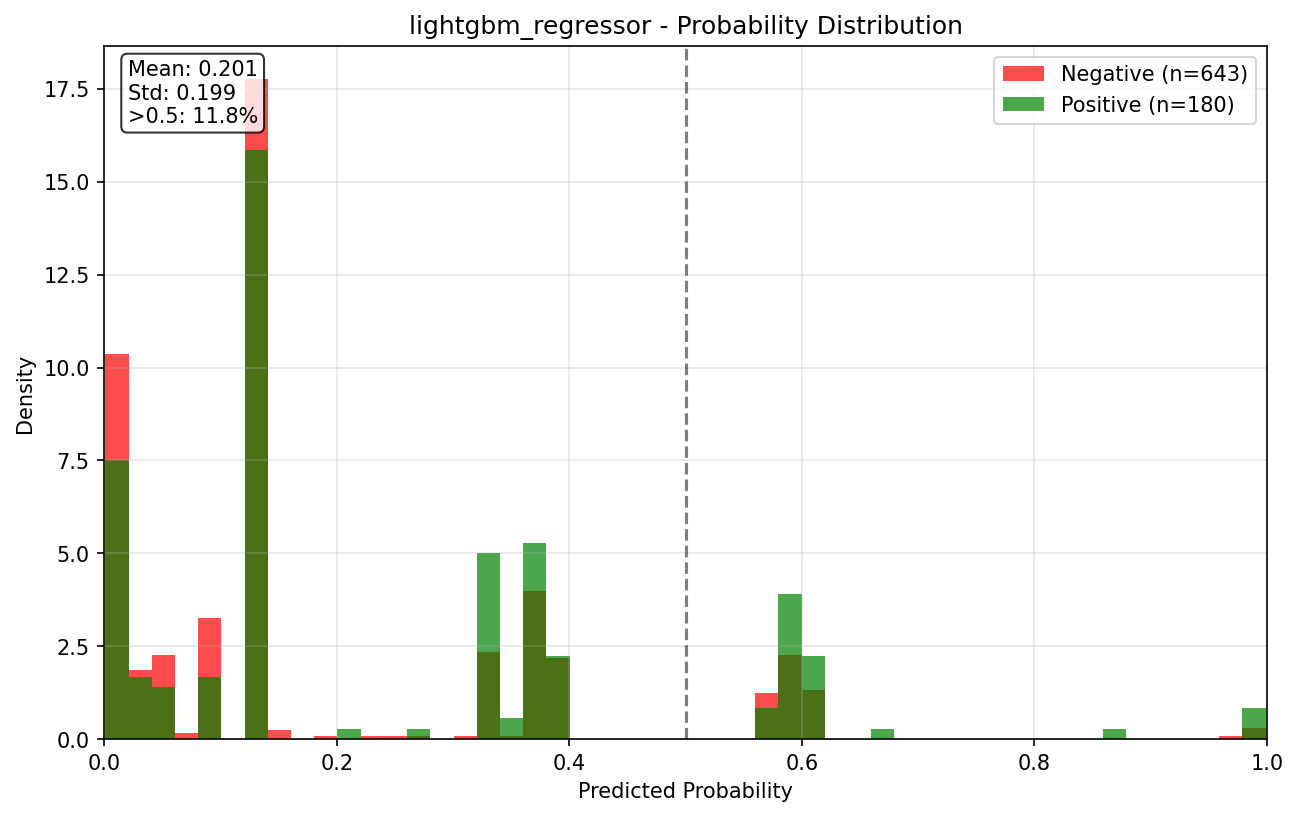 lightgbm_regressor - Probability Distribution
Mean: 0.201
Std: 0.199
>0.5: 11.8%
Negative (n=643)
Positive (n=180)
17.5
15.0
12.5
10.0
7.5
5.0
2.5
0.0
Density
0.0 0.2 0.4 0.6 0.8 1.0
Predicted Probability